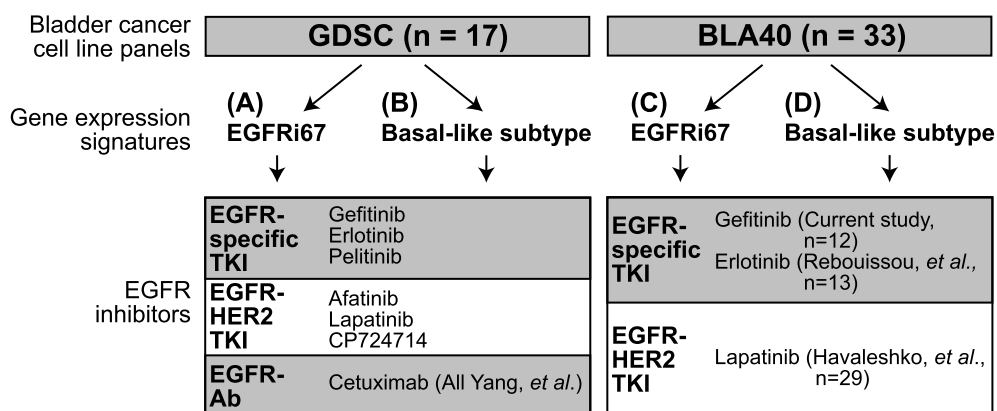 Bladder cancer
cell line panels
GDSC (n = 17)
BLA40 (n = 33)
Gene expression
signatures
(A)
EGFRi67
(B)
Basal-like subtype
(C)
EGFRi67
(D)
Basal-like subtype
EGFR
inhibitors
EGFR-
specific
TKI
Gefitinib
Erlotinib
Pelitinib
EGFR-
HER2
TKI
Afatinib
Lapatinib
CP724714
EGFR-
Ab
Cetuximab (All Yang, et al.)
EGFR-
specific
TKI
Gefitinib (Current study,
n=12)
Erlotinib (Rebouissou, et al.,
n=13)
EGFR-
HER2
TKI
Lapatinib (Havaleshko, et al.,
n=29)